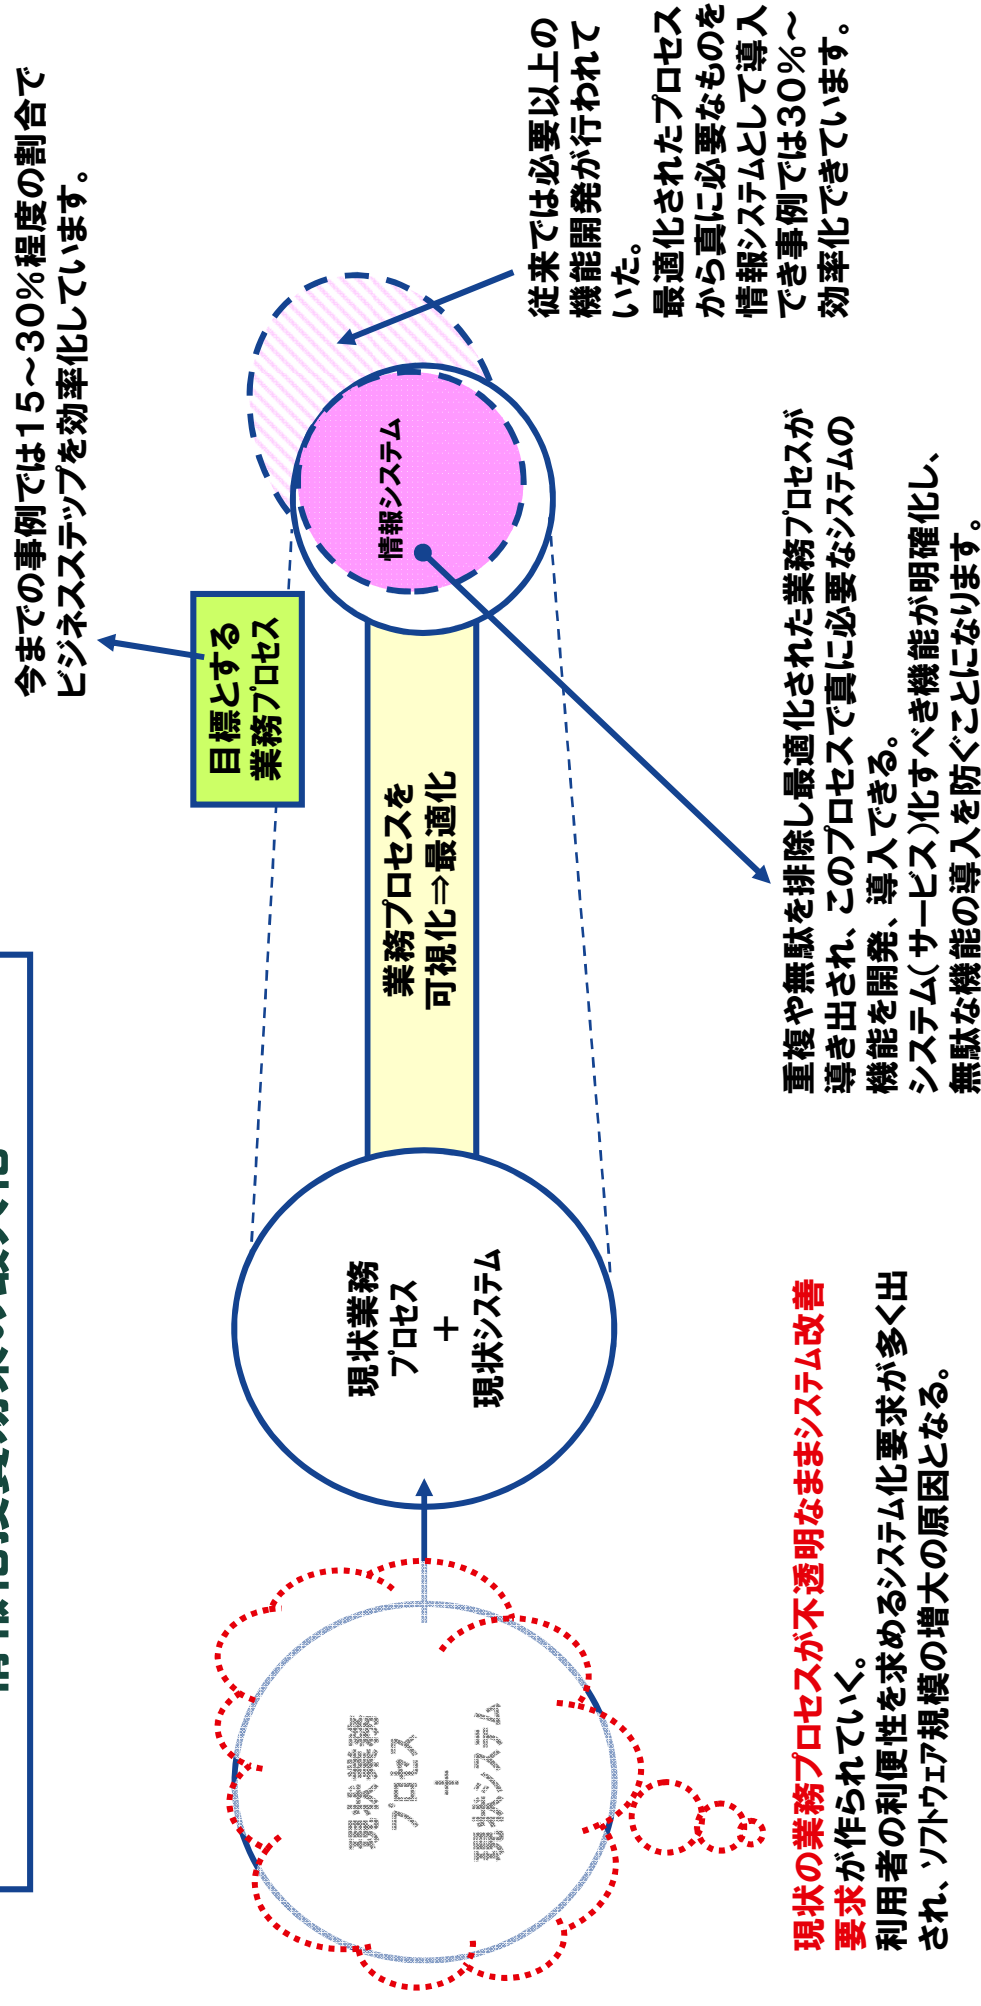 今までの事例では15～30％程度の割合で
ビジネスステップを効率化しています。
目標とする
業務プロセス
従来では必要以上の
機能開発が行われて
いた。
最適化されたプロセス
から真に必要なものを
情報システムとして導入
でき事例では30％～
効率化できています。
現状業務
プロセス
＋
現状システム
現状業務
プロセス
＋
現状システム
業務プロセスを
可視化⇒最適化
情報システム
現状の業務プロセスが不透明なままシステム改善
要求が作られていく。
利用者の利便性を求めるシステム化要求が多く出
され、ソフトウェア規模の増大の原因となる。
重複や無駄を排除し最適化された業務プロセスが
導き出され、このプロセスで真に必要なシステムの
機能を開発、導入できる。
システム（サービス）化すべき機能が明確化し、
無駄な機能の導入を防ぐことになります。